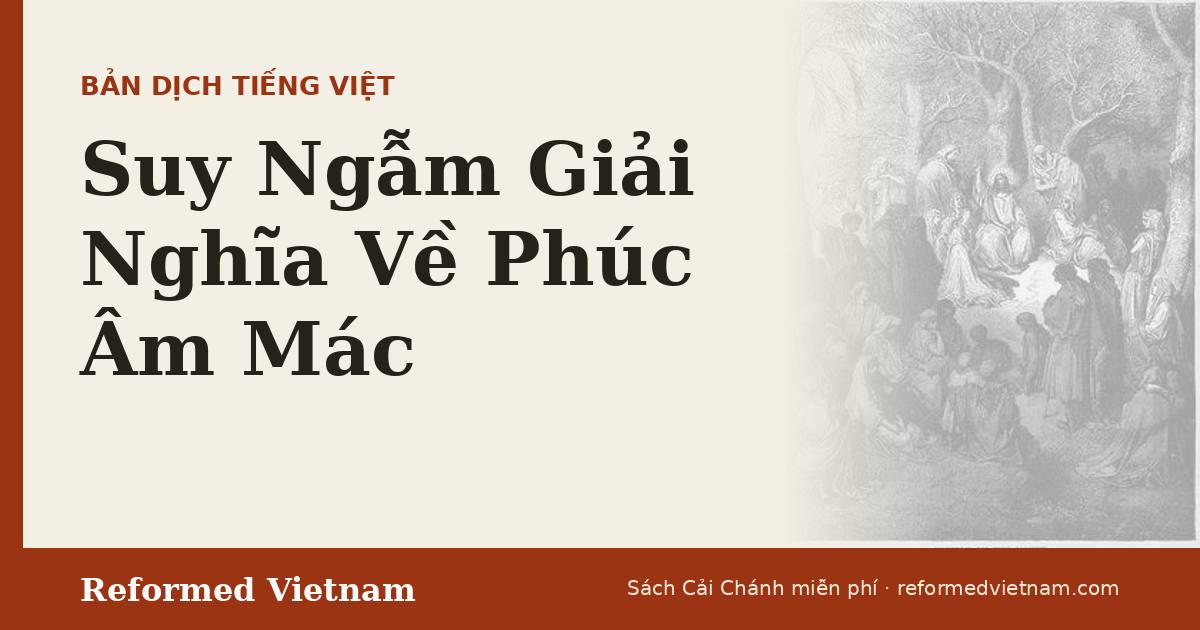 BẢN DỊCH TIẾNG VIỆT
Suy Ngẫm Giải
Nghĩa Về Phúc
Âm Mác
Reformed Vietnam
Sách Cải Chánh miễn phí · reformedvietnam.com